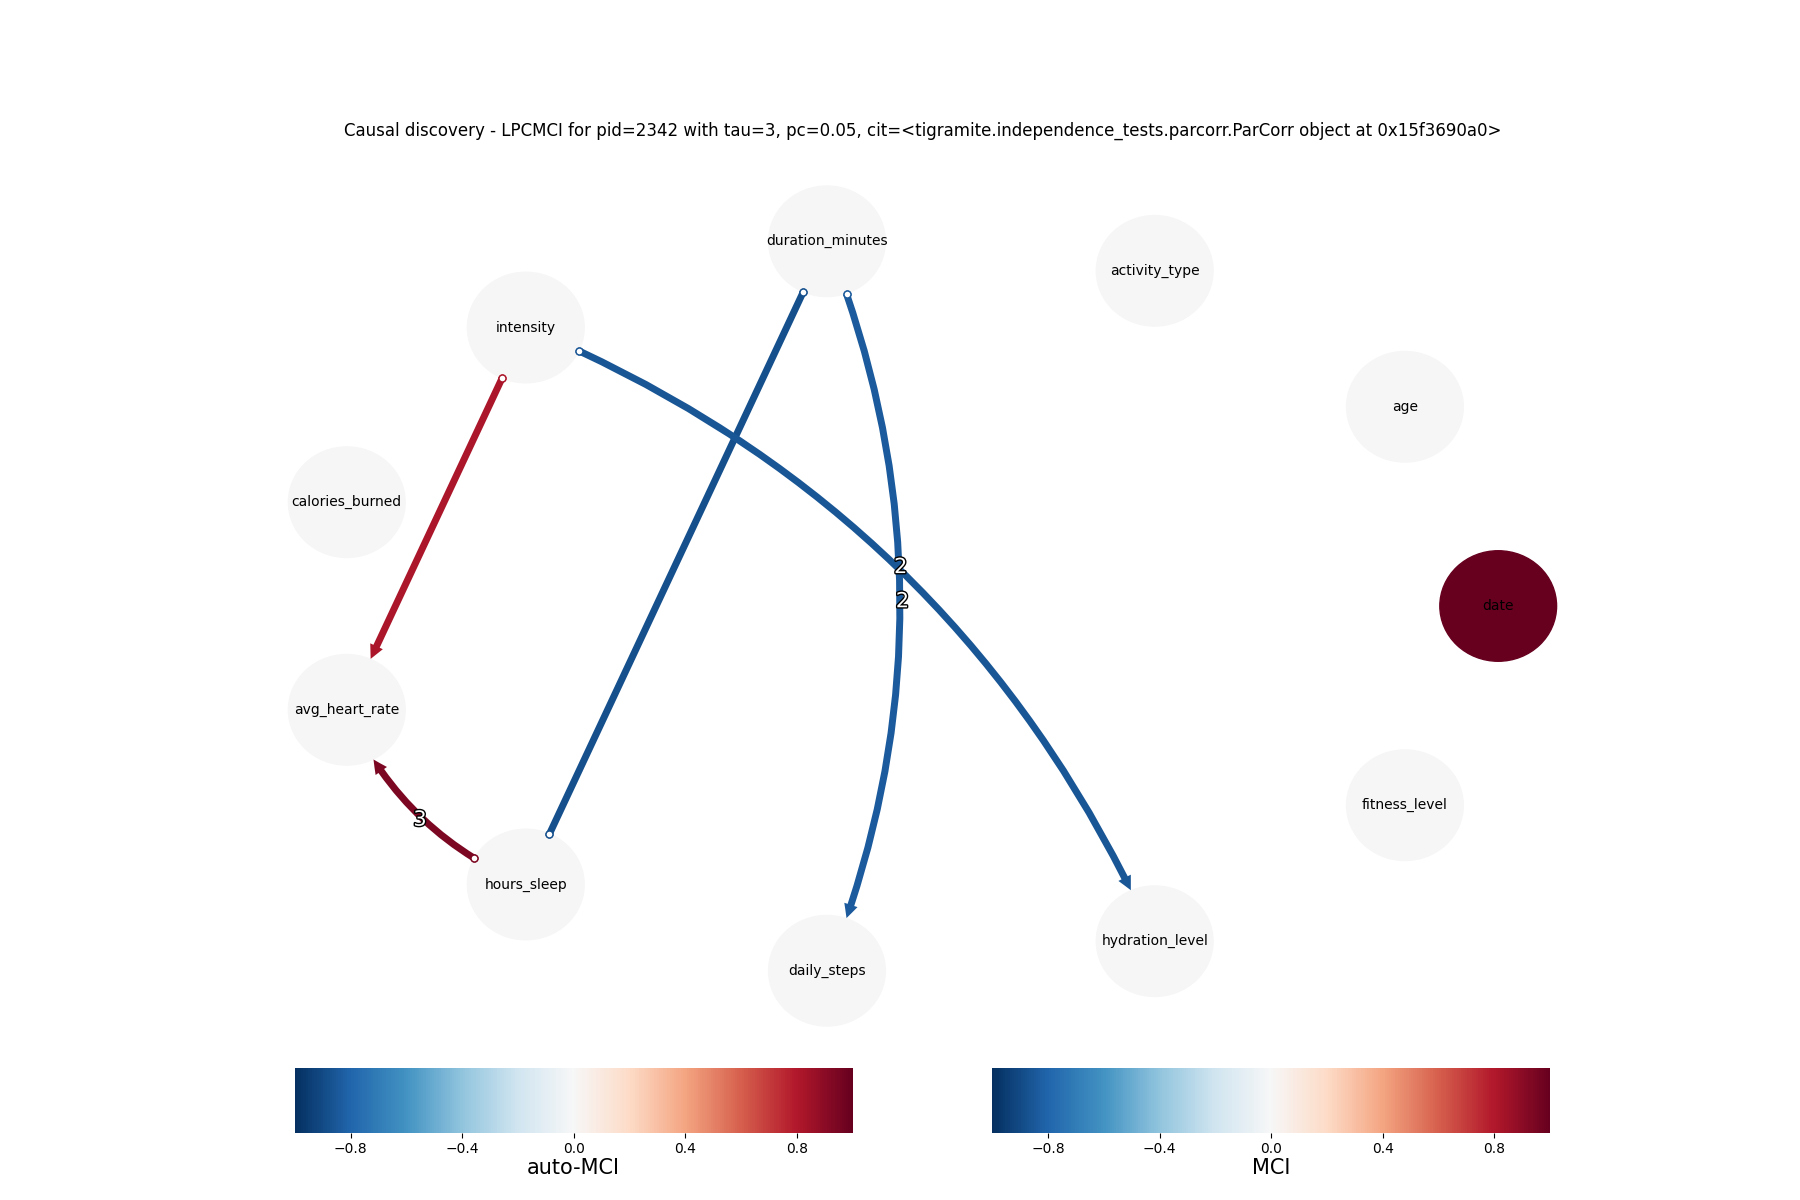 Causal discovery - LPCMCI for pid=2342 with tau=3, pc=0.05, cit=<tigramite.independence_tests.parcorr.ParCorr object at 0x15f3690a0>
duration_minutes
activity_type
intensity
age
calories_burned
2
2
date
avg_heart_rate
3
fitness_level
hours_sleep
hydration_level
daily_steps
−0.8 −0.4 0.0 0.4 0.8
auto-MCI
−0.8 −0.4 0.0 0.4 0.8
MCI